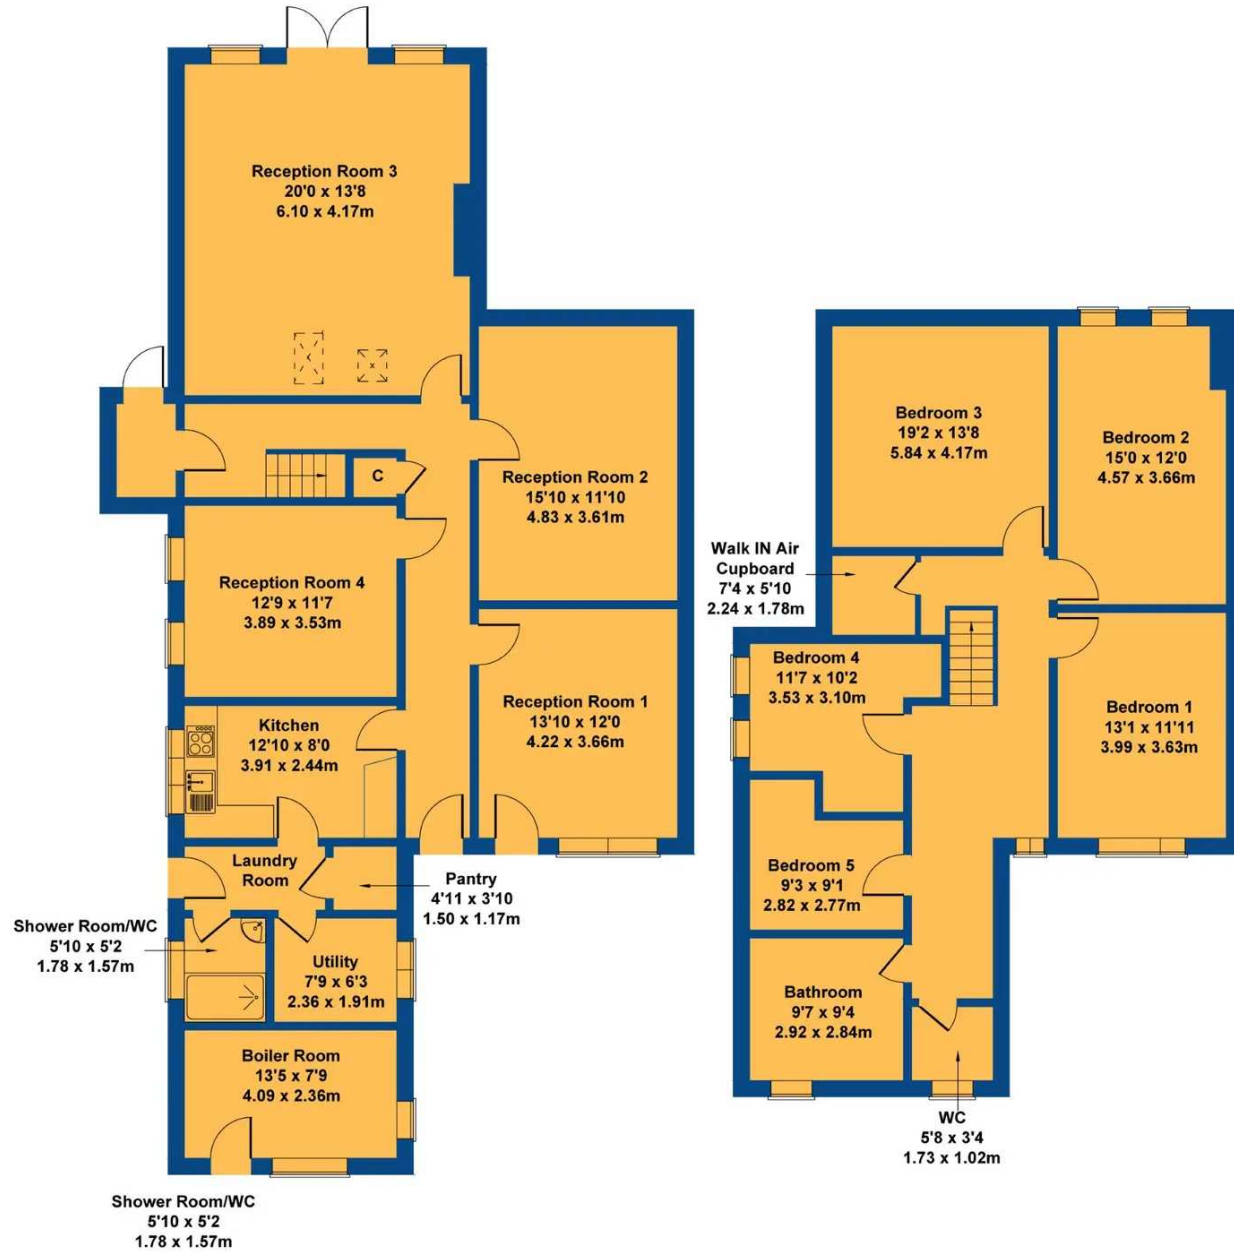 Reception Room 3
20'0 x 13'8
6.10 x 4.17m
C
Reception Room 2
15'10 x 11'10
4.83 x 3.61m
Reception Room 4
12'9 x 11'7
3.89 x 3.53m
Reception Room 1
13'10 x 12'0
4.22 x 3.66m
Kitchen
12'10 x 8'0
3.91 x 2.44m
Laundry
Room
Pantry
4'11 x 3'10
1.50 x 1.17m
Shower Room/WC
5'10 x 5'2
1.78 x 1.57m
Utility
7'9 x 6'3
2.36 x 1.91m
Boiler Room
13'5 x 7'9
4.09 x 2.36m
Shower Room/WC
5'10 x 5'2
1.78 x 1.57m
Bedroom 3
19'2 x 13'8
5.84 x 4.17m
Bedroom 2
15'0 x 12'0
4.57 x 3.66m
Walk IN Air
Cupboard
7'4 x 5'10
2.24 x 1.78m
Bedroom 4
11'7 x 10'2
3.53 x 3.10m
Bedroom 1
13'1 x 11'11
3.99 x 3.63m
Bedroom 5
9'3 x 9'1
2.82 x 2.77m
Bathroom
9'7 x 9'4
2.92 x 2.84m
WC
5'8 x 3'4
1.73 x 1.02m